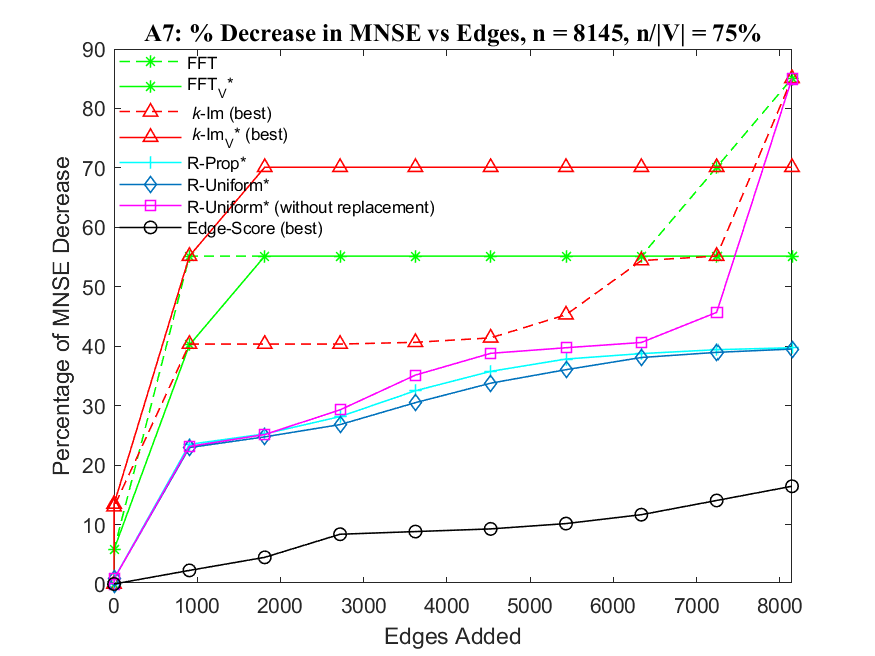 A7: % Decrease in MNSE vs Edges, n = 8145, n/|V| = 75%
90
80
70
60
50
40
30
20
10
0
Percentage of MNSE Decrease
FFT
FFT_V*
k-Im (best)
k-Im_V* (best)
R-Prop*
R-Uniform*
R-Uniform* (without replacement)
Edge-Score (best)
0 1000 2000 3000 4000 5000 6000 7000 8000
Edges Added